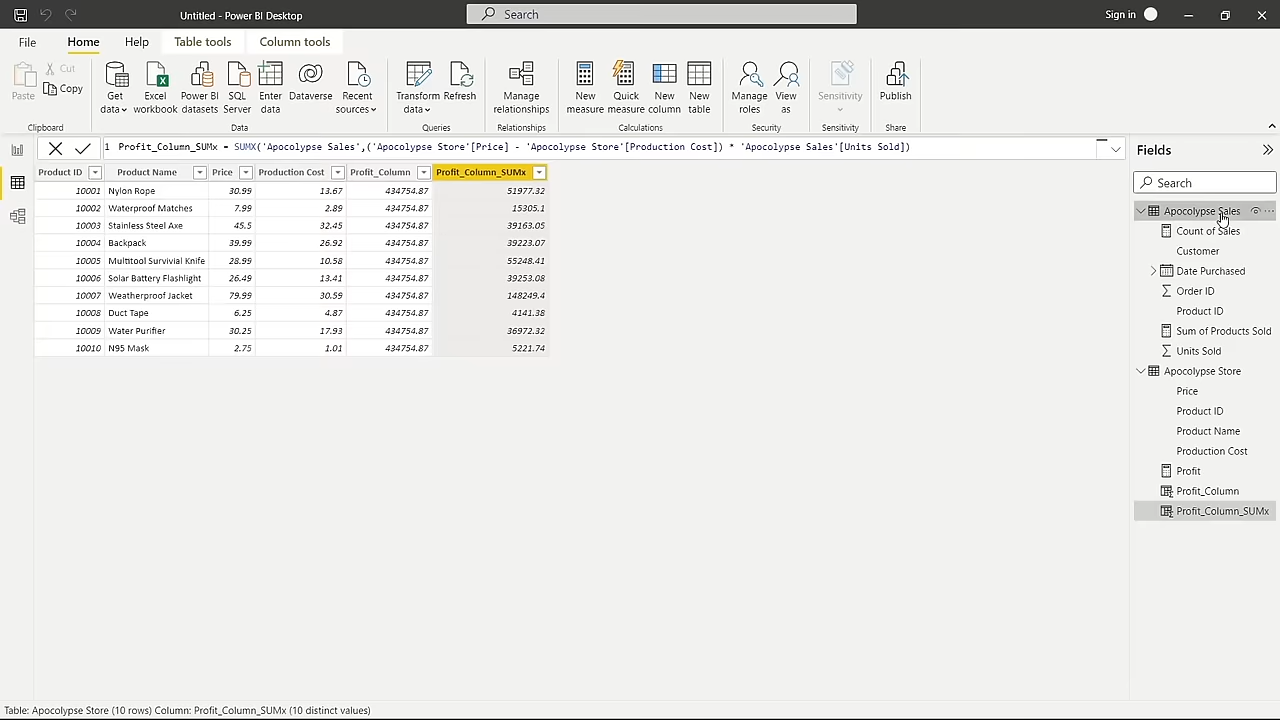 Untitled - Power BI Desktop
Search
Sign in
File
Home
Help
Table tools
Column tools
Paste
Cut
Copy
Clipboard
Get data
Excel workbook
Power BI datasets
SQL Server
Enter data
Dataverse
Recent sources
Data
Transform data
Refresh
Queries
Manage relationships
Relationships
New measure
Quick measure
New column
New table
Calculations
Manage roles
View as
Security
Sensitivity
Sensitivity
Publish
Share
1 Profit_Column_SUMx = SUMX('Apocolypse Sales',('Apocolypse Store'[Price] - 'Apocolypse Store'[Production Cost]) * 'Apocolypse Sales'[Units Sold])
Product ID Product Name Price Production Cost Profit_Column Profit_Column_SUMx
10001 Nylon Rope 30.99 13.67 434754.87 51977.32
10002 Waterproof Matches 7.99 2.89 434754.87 15305.1
10003 Stainless Steel Axe 45.5 32.45 434754.87 39163.05
10004 Backpack 39.99 26.92 434754.87 39223.07
10005 Multitool Survivial Knife 28.99 10.58 434754.87 55248.41
10006 Solar Battery Flashlight 26.49 13.41 434754.87 39253.08
10007 Weatherproof Jacket 79.99 30.59 434754.87 148249.4
10008 Duct Tape 6.25 4.87 434754.87 4141.38
10009 Water Purifier 30.25 17.93 434754.87 36972.32
10010 N95 Mask 2.75 1.01 434754.87 5221.74
Fields
Search
Apocolypse Sales
Count of Sales
Customer
Date Purchased
Order ID
Product ID
Sum of Products Sold
Units Sold
Apocolypse Store
Price
Product ID
Product Name
Production Cost
Profit
Profit_Column
Profit_Column_SUMx
Table: Apocolypse Store (10 rows) Column: Profit_Column_SUMx (10 distinct values)